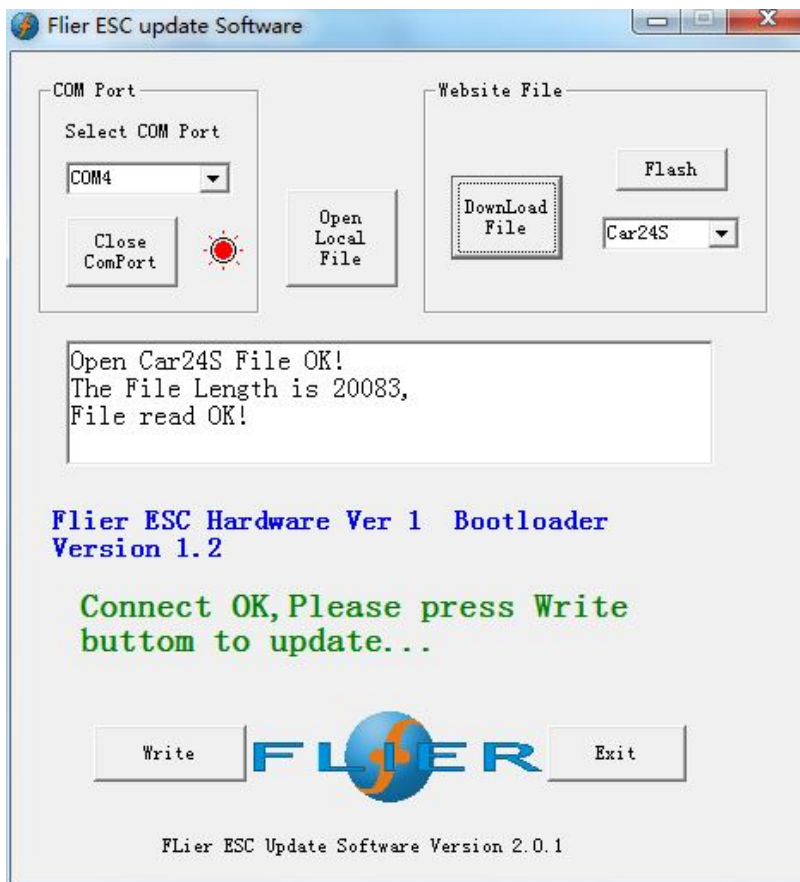 Flier ESC update Software
COM Port
Select COM Port
COM4
Close
ComPort
Open
Local
File
Website File
DownLoad
File
Flash
Car24S
Open Car24S File OK!
The File Length is 20083,
File read OK!
Flier ESC Hardware Ver 1 Bootloader
Version 1.2
Connect OK,Please press Write
buttom to update...
Write
FLIER
Exit
FLier ESC Update Software Version 2.0.1